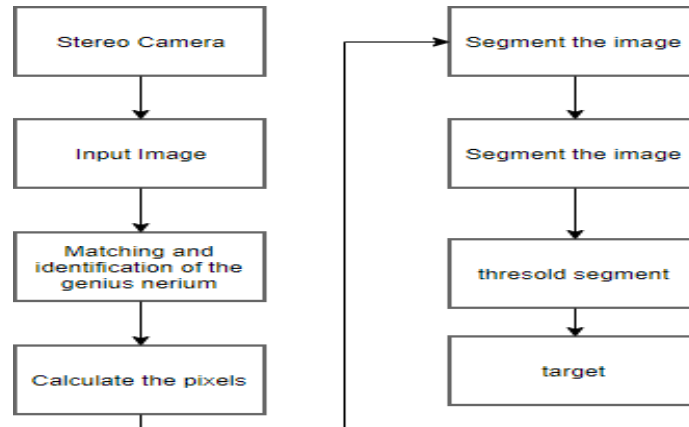 Stereo Camera
Input Image
Matching and
identification of the
genius nerium
Calculate the pixels
Segment the image
Segment the image
thresold segment
target